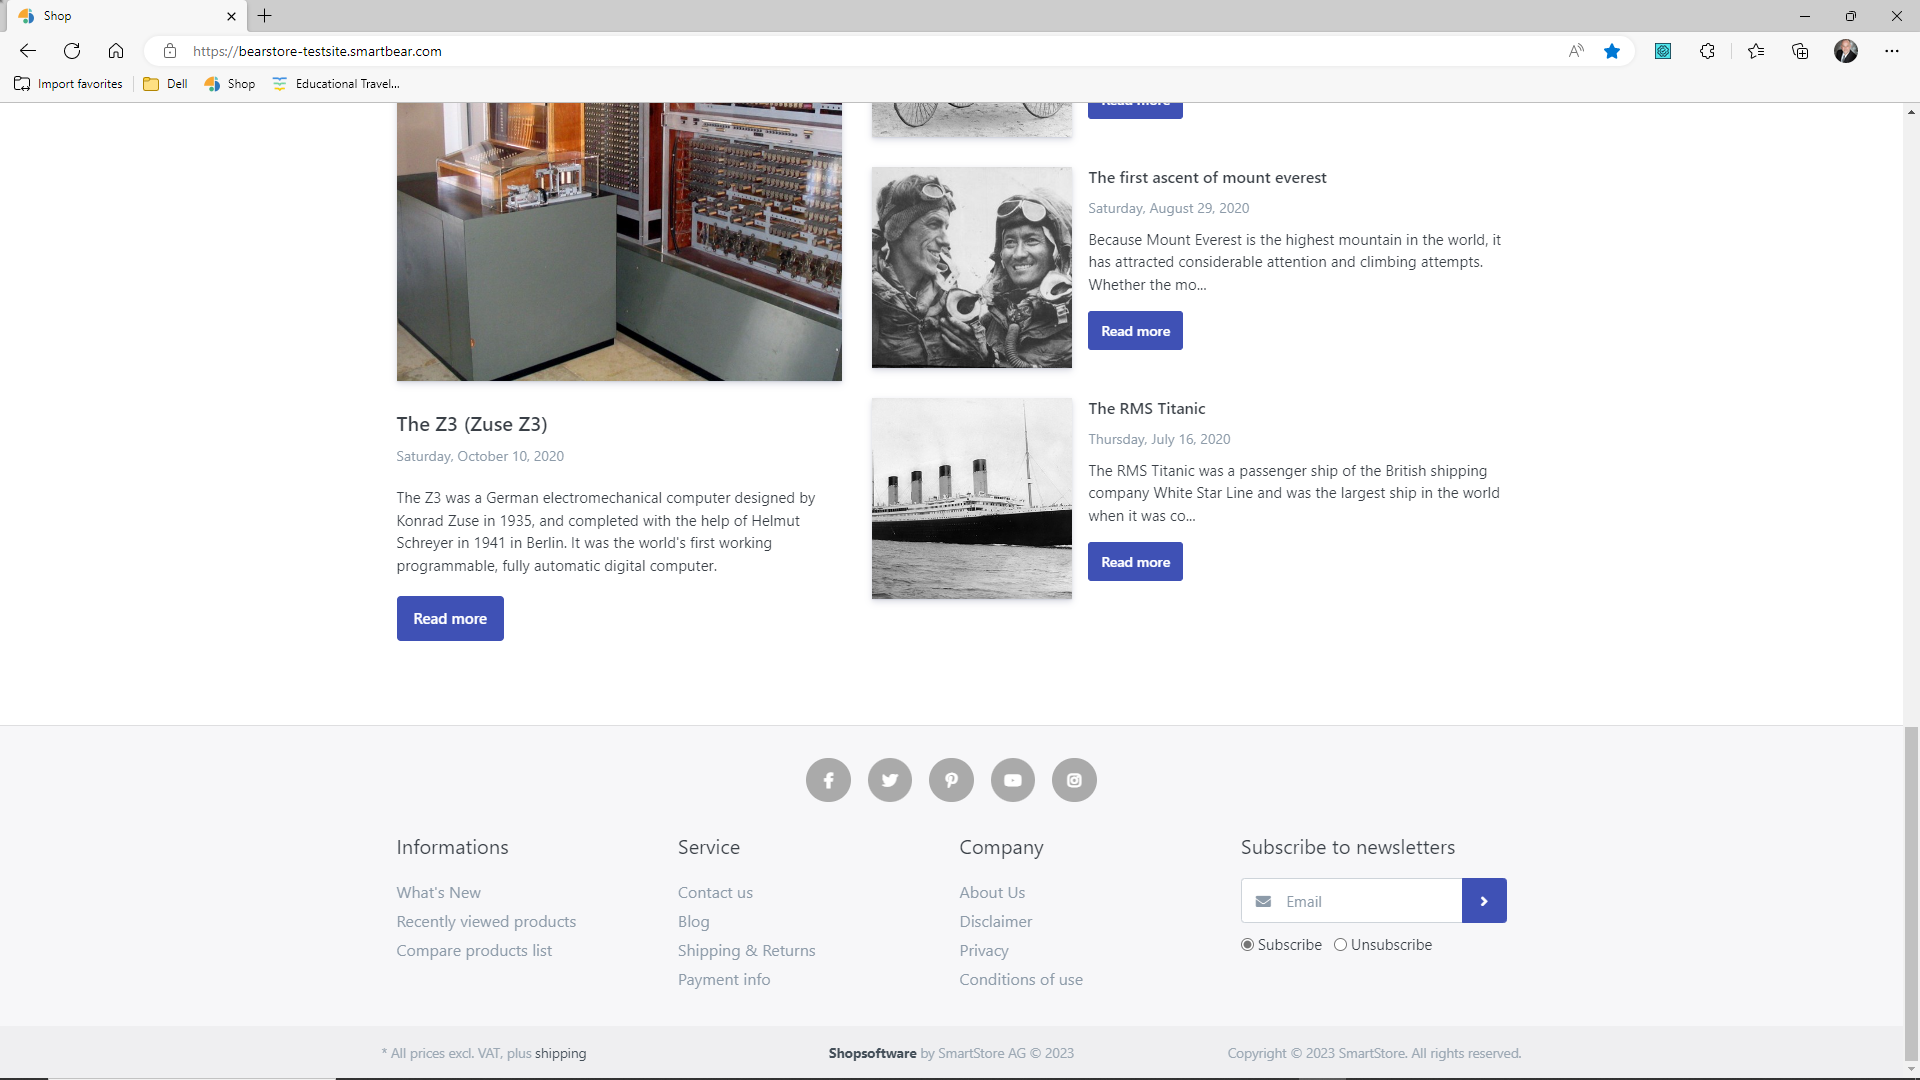 Shop
https://bearstore-testsite.smartbear.com
Import favorites
Dell
Shop
Educational Travel...
Read more
The first ascent of mount everest
Saturday, August 29, 2020
Because Mount Everest is the highest mountain in the world, it
has attracted considerable attention and climbing attempts.
Whether the mo...
Read more
The Z3 (Zuse Z3)
Saturday, October 10, 2020
The Z3 was a German electromechanical computer designed by
Konrad Zuse in 1935, and completed with the help of Helmut
Schreyer in 1941 in Berlin. It was the world's first working
programmable, fully automatic digital computer.
Read more
The RMS Titanic
Thursday, July 16, 2020
The RMS Titanic was a passenger ship of the British shipping
company White Star Line and was the largest ship in the world
when it was co...
Read more
Informations
What's New
Recently viewed products
Compare products list
Service
Contact us
Blog
Shipping & Returns
Payment info
Company
About Us
Disclaimer
Privacy
Conditions of use
Subscribe to newsletters
Email
Subscribe Unsubscribe
* All prices excl. VAT, plus shipping
Shopsoftware by SmartStore AG © 2023
Copyright © 2023 SmartStore. All rights reserved.